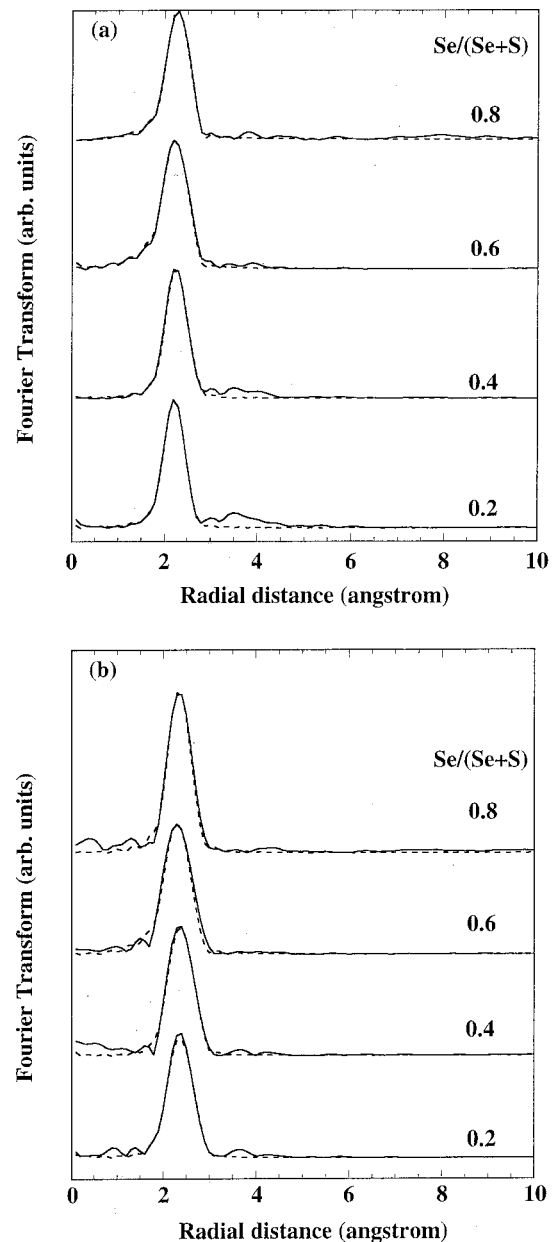 (a)
Se/(Se+S)
0.8
0.6
0.4
0.2
Fourier Transform (arb. units)
0 2 4 6 8 10
Radial distance (angstrom)
(b)
Se/(Se+S)
0.8
0.6
0.4
0.2
Fourier Transform (arb. units)
0 2 4 6 8 10
Radial distance (angstrom)